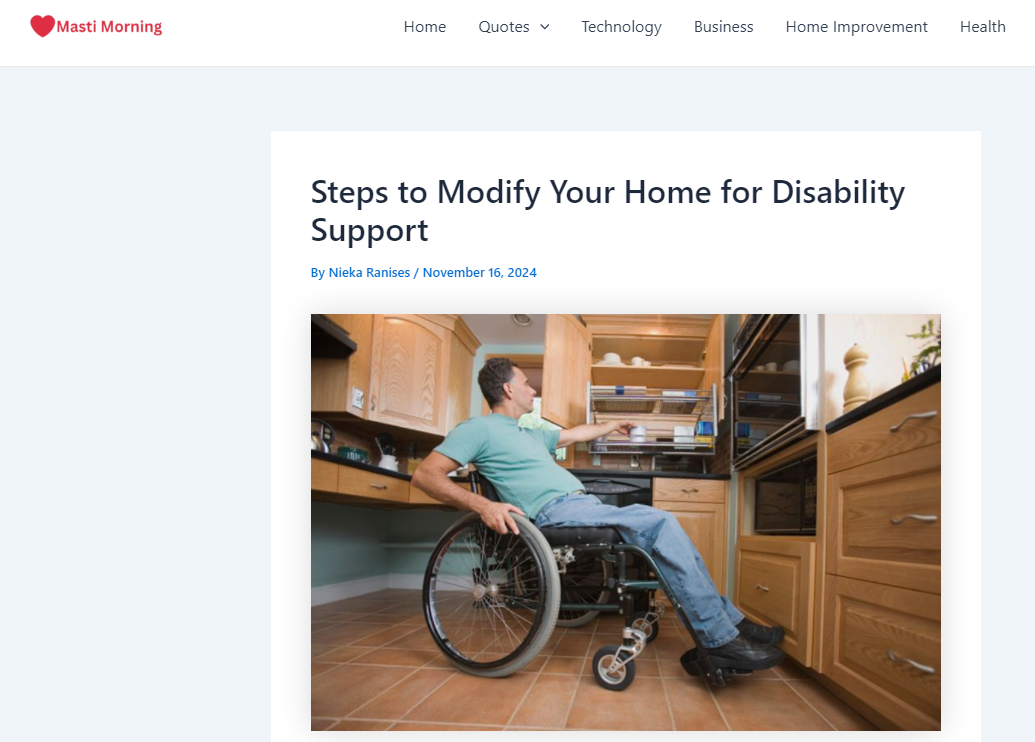 Masti Morning
Home Quotes Technology Business Home Improvement Health
Steps to Modify Your Home for Disability
Support
By Nieka Ranises / November 16, 2024